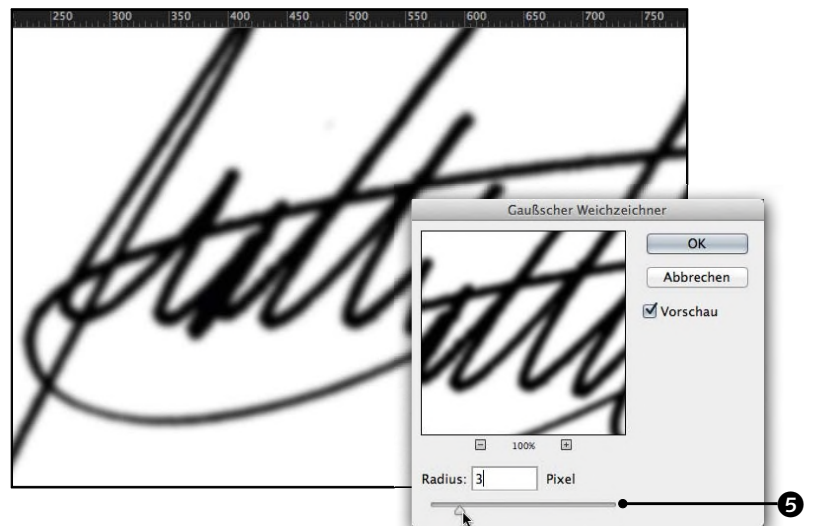 250 300 350 400 450 500 550 600 650 700 750
Gaußscher Weichzeichner
OK
Abbrechen
Vorschau
100%
Radius: 3 Pixel
5